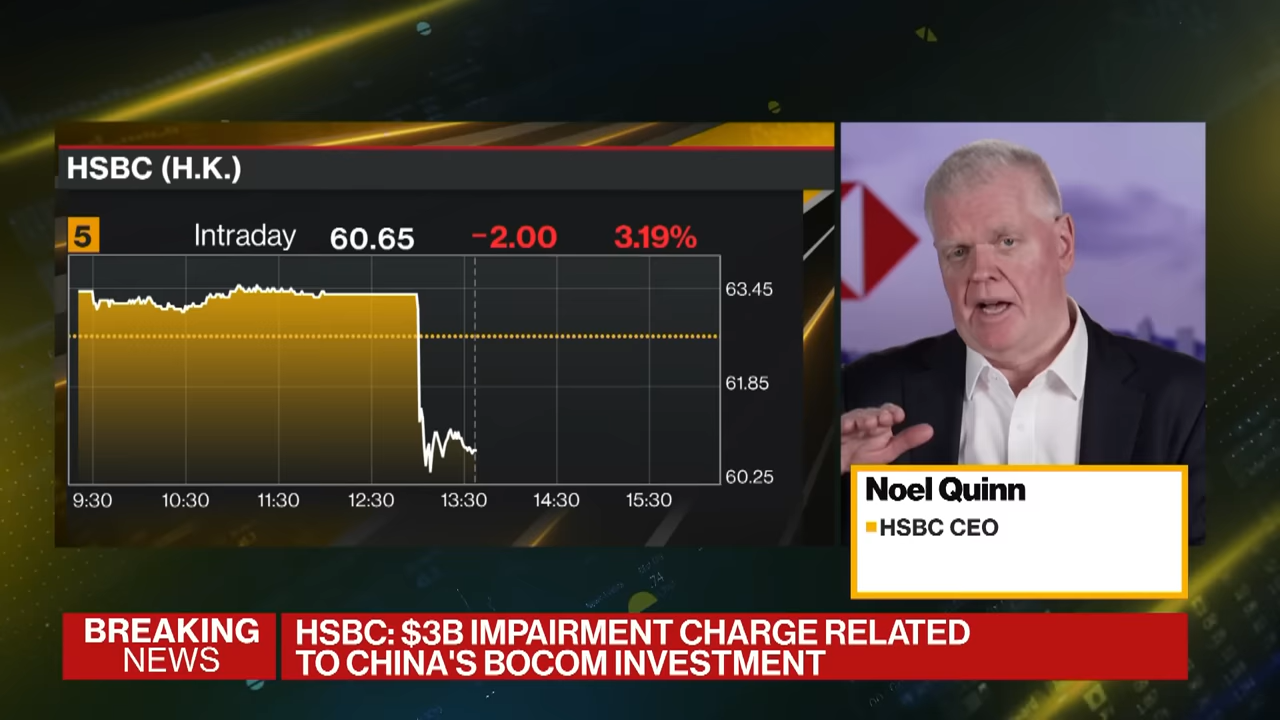 HSBC (H.K.)
5 Intraday 60.65 −2.00 3.19%
63.45
61.85
60.25
9:30 10:30 11:30 12:30 13:30 14:30 15:30
Noel Quinn
HSBC CEO
BREAKING
NEWS
HSBC: $3B IMPAIRMENT CHARGE RELATED
TO CHINA'S BOCOM INVESTMENT
.74